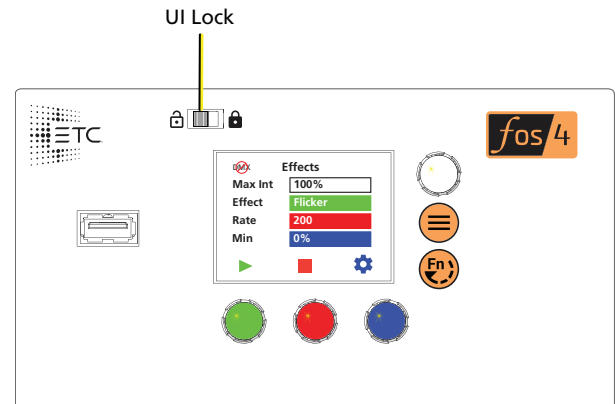 UI Lock
ETC
fos 4
DMX Effects
Max Int 100%
Effect Flicker
Rate 200
Min 0%
Fn